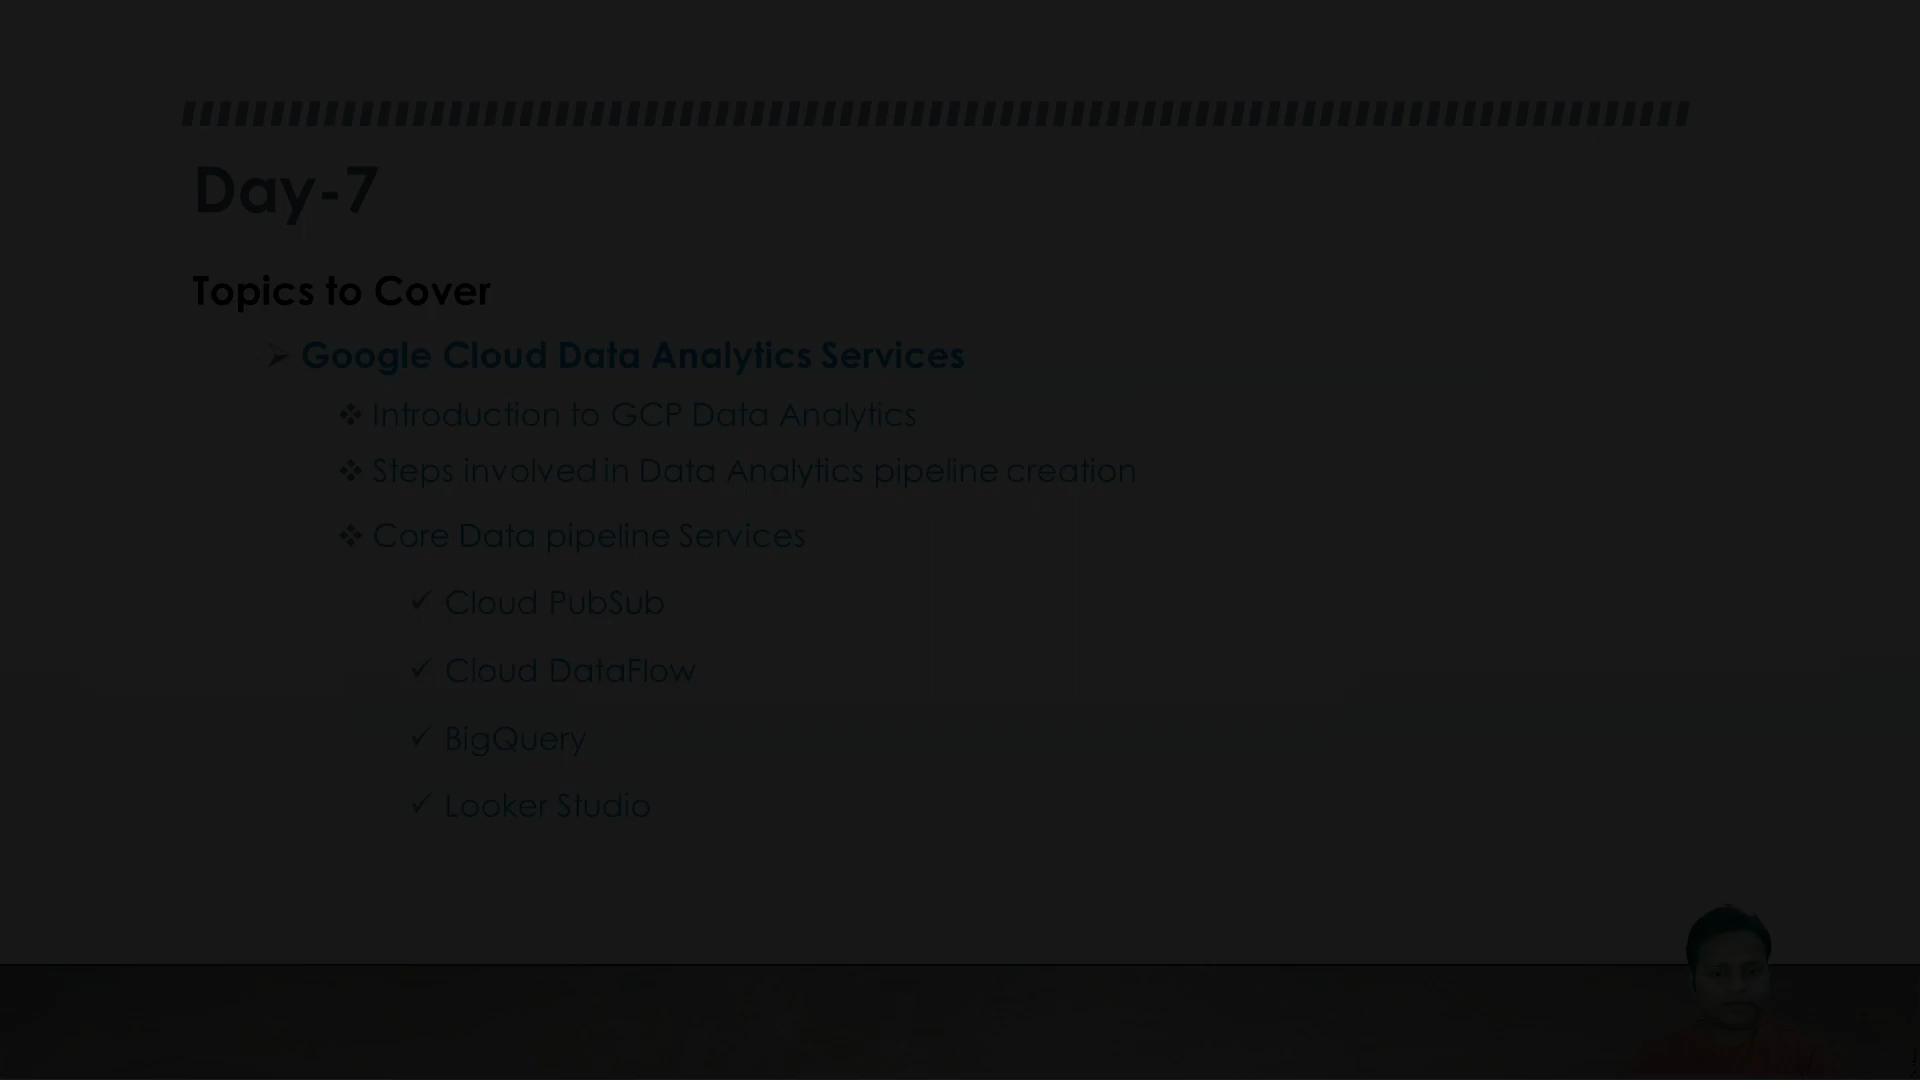 Day-7
Topics to Cover
Google Cloud Data Analytics Services
Introduction to GCP Data Analytics
Steps involved in Data Analytics pipeline creation
Core Data pipeline Services
Cloud PubSub
Cloud DataFlow
BigQuery
Looker Studio